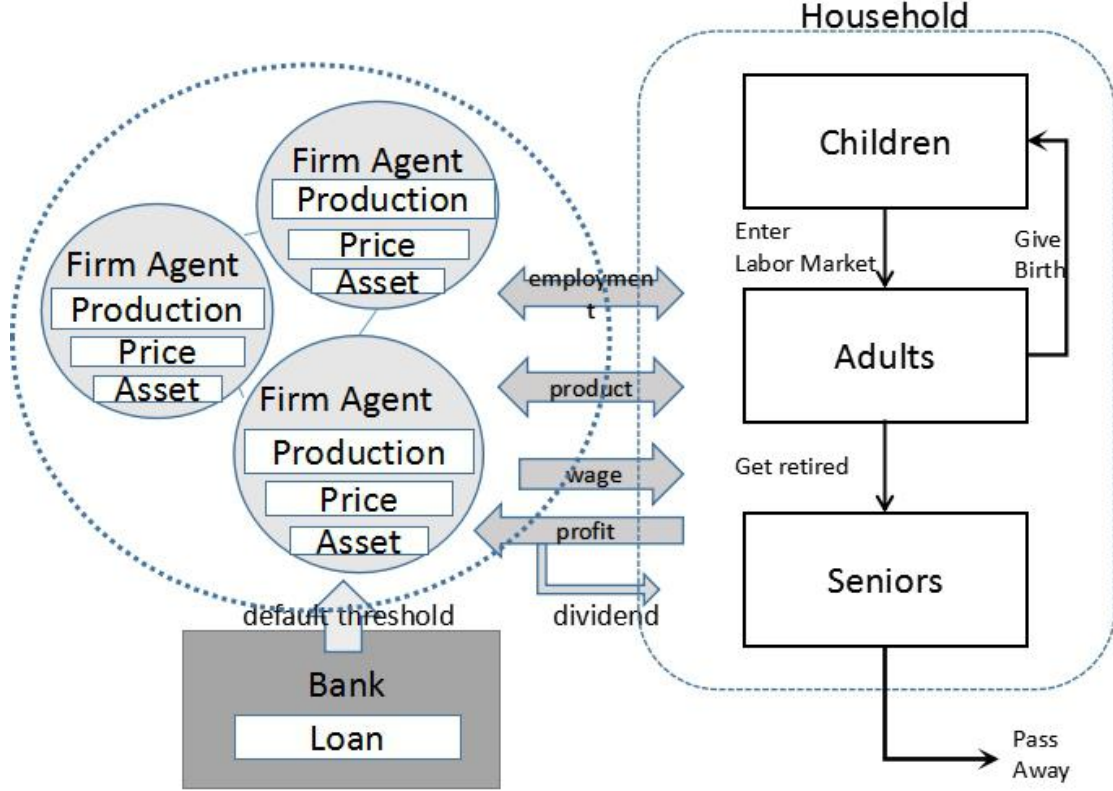 Household
Firm Agent
Production
Price
Asset
Firm Agent
Production
Price
Asset
Firm Agent
Production
Price
Asset
default threshold
Bank
Loan
employmen
t
product
wage
profit
dividend
Children
Enter
Labor Market
Give
Birth
Adults
Get retired
Seniors
Pass
Away